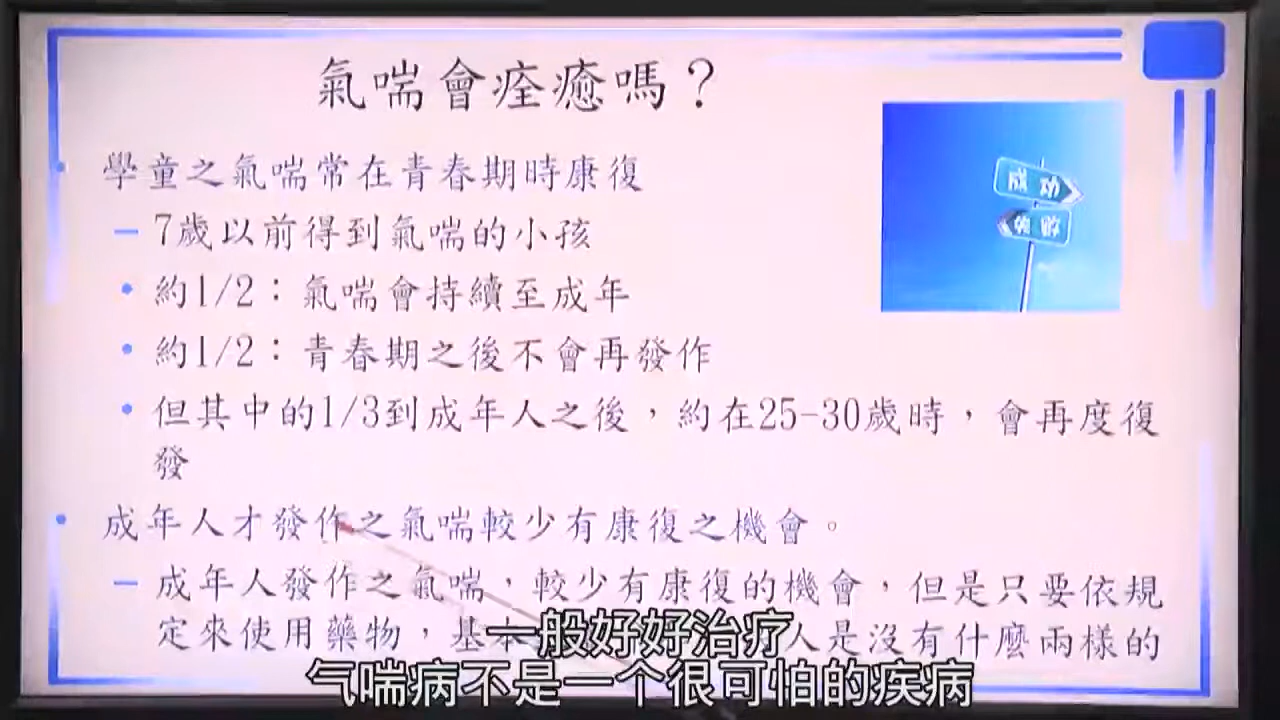 氣喘會痊癒嗎？
成功
失敗
• 學童之氣喘常在青春期時康復
– 7歲以前得到氣喘的小孩
• 約1/2：氣喘會持續至成年
• 約1/2：青春期之後不會再發作
• 但其中的1/3到成年人之後，約在25-30歲時，會再度復
發
• 成年人才發作之氣喘較少有康復之機會。
– 成年人發作之氣喘，較少有康復的機會，但是只要依規
定來使用藥物，基本 人是沒有什麼兩樣的
一般好好治疗
气喘病不是一个很可怕的疾病